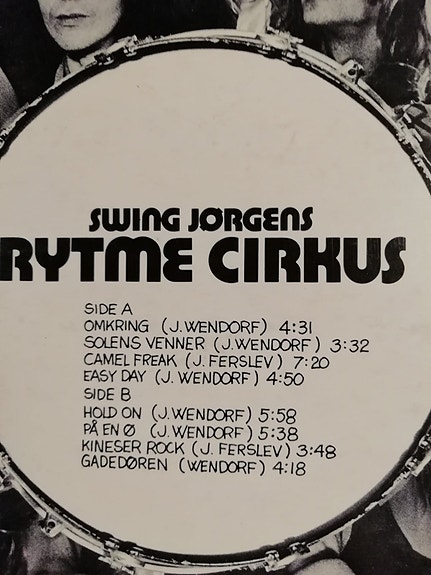 SWING JØRGENS
RYTME CIRKUS
SIDE A
OMKRING (J.WENDORF) 4:31
SOLENS VENNER (J.WENDORF) 3:32
CAMEL FREAK (J. FERSLEV) 7:20
EASY DAY (J. WENDORF) 4:50
SIDE B
HOLD ON (J.WENDORF) 5:58
PÅ EN Ø (J.WENDORF) 5:38
KINESER ROCK (J. FERSLEV) 3:48
GADEDØREN (WENDORF) 4:18